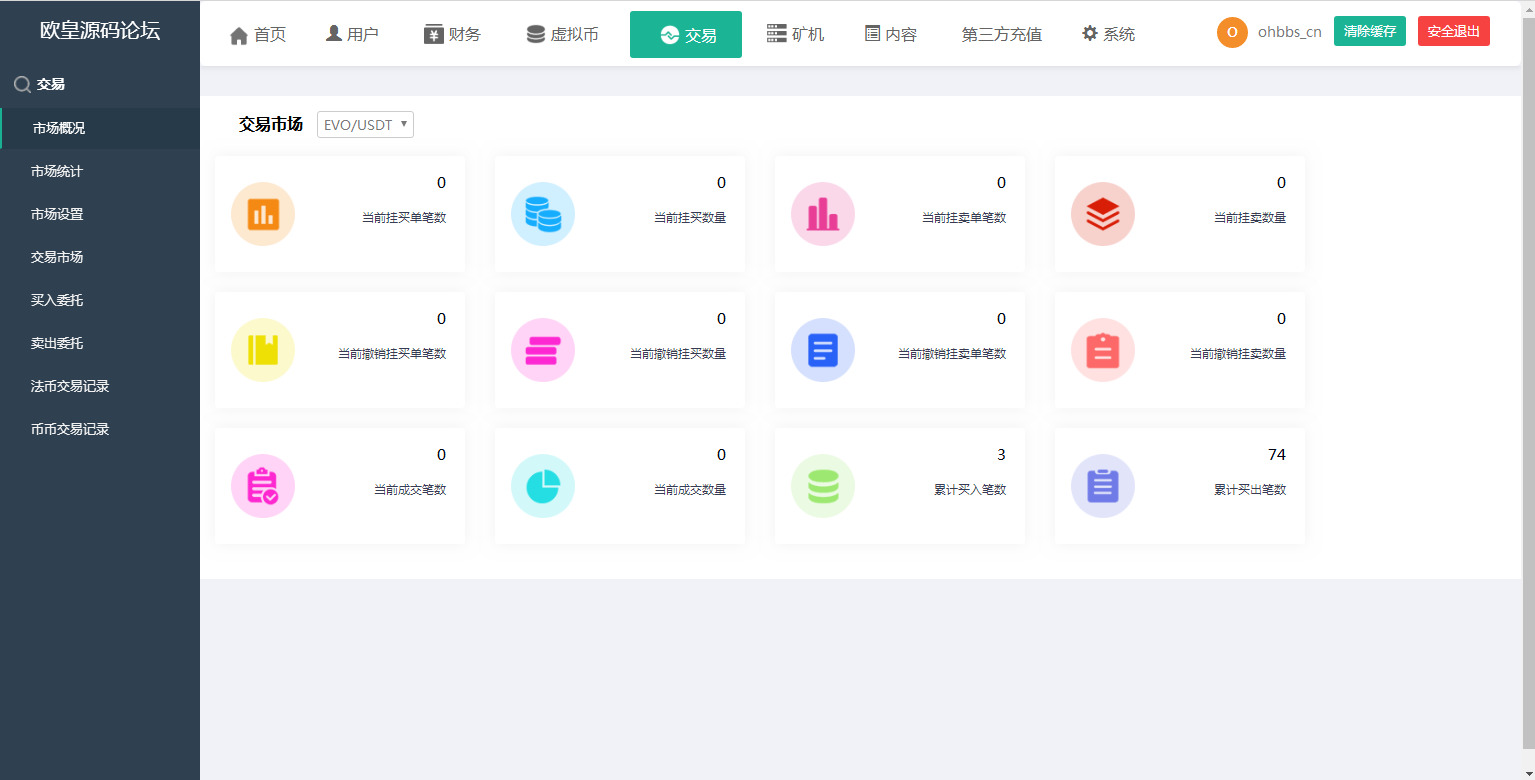 欧皇源码论坛
首页
用户
财务
虚拟币
交易
矿机
内容
第三方充值
系统
O
ohbbs_cn
清除缓存
安全退出
交易
市场概况
市场统计
市场设置
交易市场
买入委托
卖出委托
法币交易记录
币币交易记录
交易市场
EVO/USDT
0
当前挂买单笔数
0
当前挂买数量
0
当前挂卖单笔数
0
当前挂卖数量
0
当前撤销挂买单笔数
0
当前撤销挂买数量
0
当前撤销挂卖单笔数
0
当前撤销挂卖数量
0
当前成交笔数
0
当前成交数量
3
累计买入笔数
74
累计买出笔数